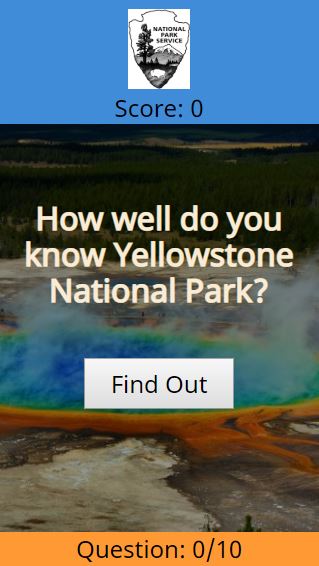 NATIONAL
PARK
SERVICE
Score: 0
How well do you
know Yellowstone
National Park?
Find Out
Question: 0/10